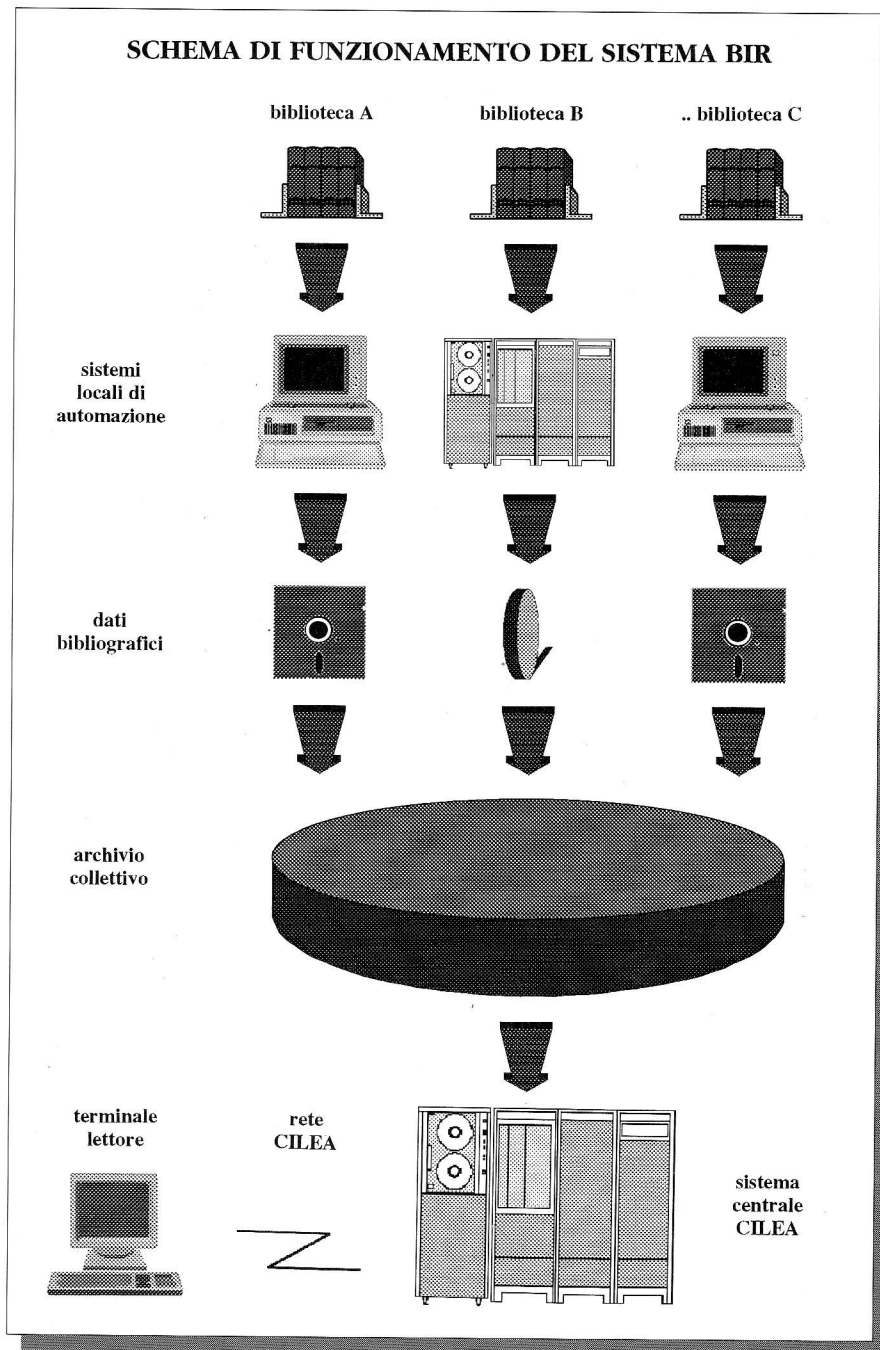 SCHEMA DI FUNZIONAMENTO DEL SISTEMA BIR
biblioteca A
biblioteca B
.. biblioteca C
sistemi
locali di
automazione
dati
bibliografici
archivio
collettivo
terminale
lettore
rete
CILEA
sistema
centrale
CILEA